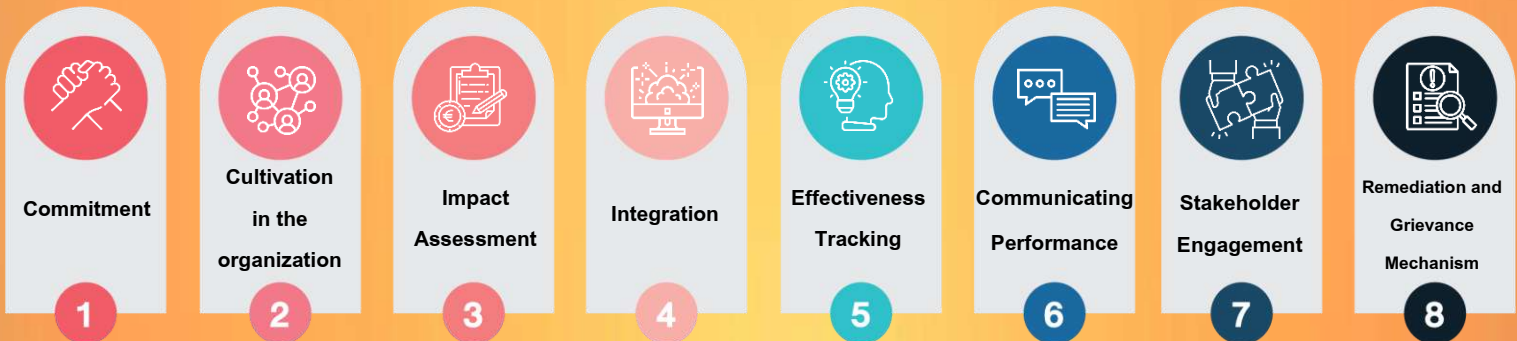 Commitment
1
Cultivation
in the
organization
2
Impact
Assessment
€
3
Integration
4
Effectiveness
Tracking
5
Communicating
Performance
6
Stakeholder
Engagement
7
Remediation and
Grievance
Mechanism
8